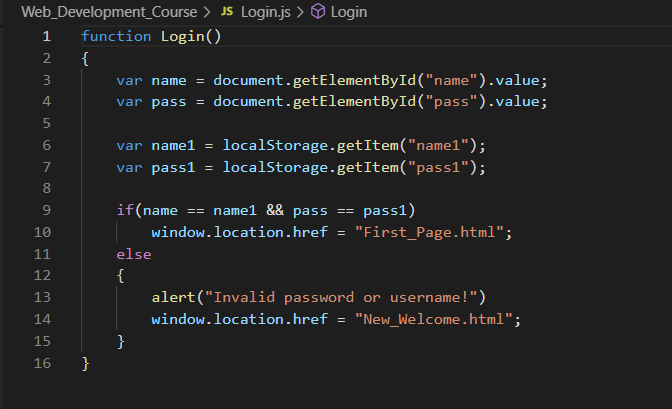 Web_Development_Course > JS Login.js > Login
1 function Login()
2 {
3     var name = document.getElementById("name").value;
4     var pass = document.getElementById("pass").value;
5
6     var name1 = localStorage.getItem("name1");
7     var pass1 = localStorage.getItem("pass1");
8
9     if(name == name1 && pass == pass1)
10         window.location.href = "First_Page.html";
11     else
12     {
13         alert("Invalid password or username!")
14         window.location.href = "New_Welcome.html";
15     }
16 }